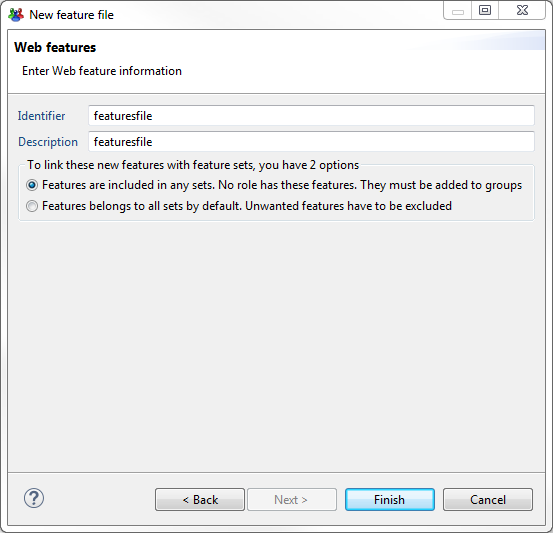 New feature file
Web features
Enter Web feature information
Identifier featuresfile
Description featuresfile
To link these new features with feature sets, you have 2 options
Features are included in any sets. No role has these features. They must be added to groups
Features belongs to all sets by default. Unwanted features have to be excluded
? < Back Next > Finish Cancel